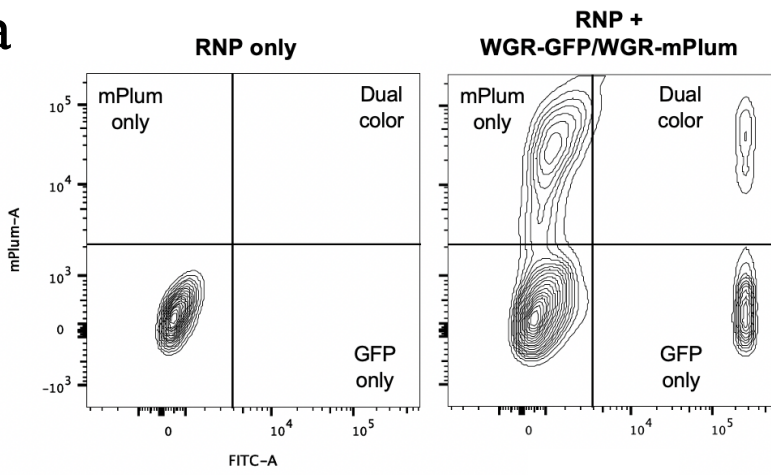 a
RNP only
RNP +
WGR-GFP/WGR-mPlum
mPlum
only
Dual
color
GFP
only
mPlum
only
Dual
color
GFP
only
mPlum-A
10⁵
10⁴
10³
0
-10³
0
10⁴
10⁵
0
10⁴
10⁵
FITC-A